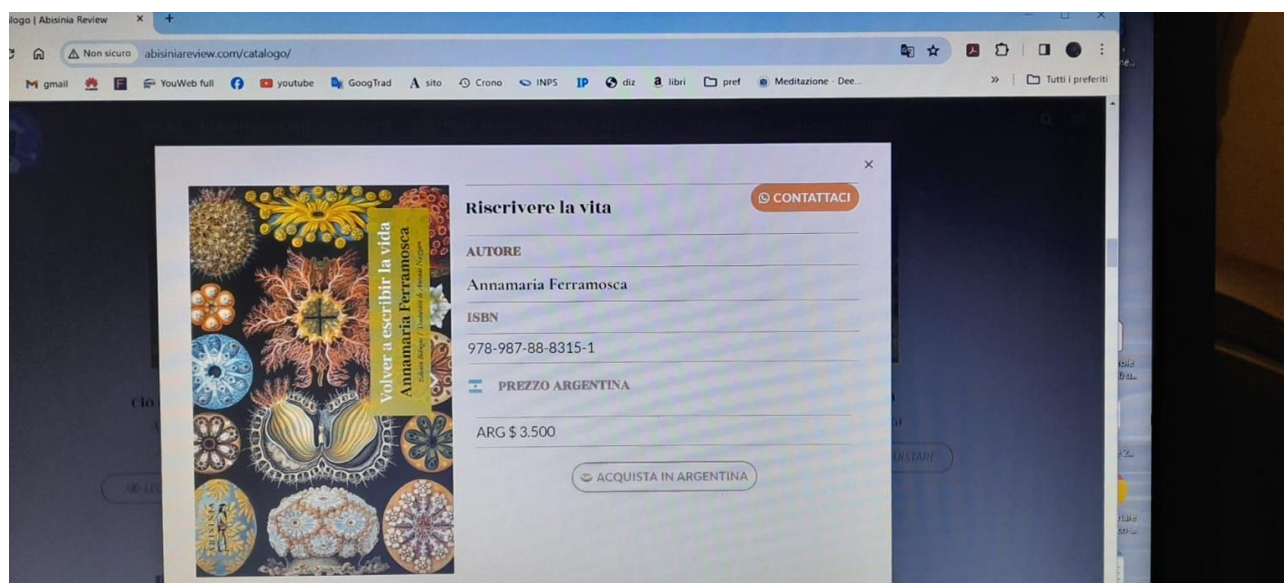 logo | Abisinia Review
Non sicuro abisiniareview.com/catalogo/
gmail YouWeb full youtube GoogTrad A sito Crono INPS IP diz a libri pref Meditazione · Dee... » Tutti i preferiti
Riscrivere la vita
CONTATTACI
AUTORE
Annamaria Ferramosca
ISBN
978-987-88-8315-1
PREZZO ARGENTINA
ARG $ 3.500
ACQUISTA IN ARGENTINA
Volver a escribir la vida
Annamaria Ferramosca
ABISINIA
Ciò